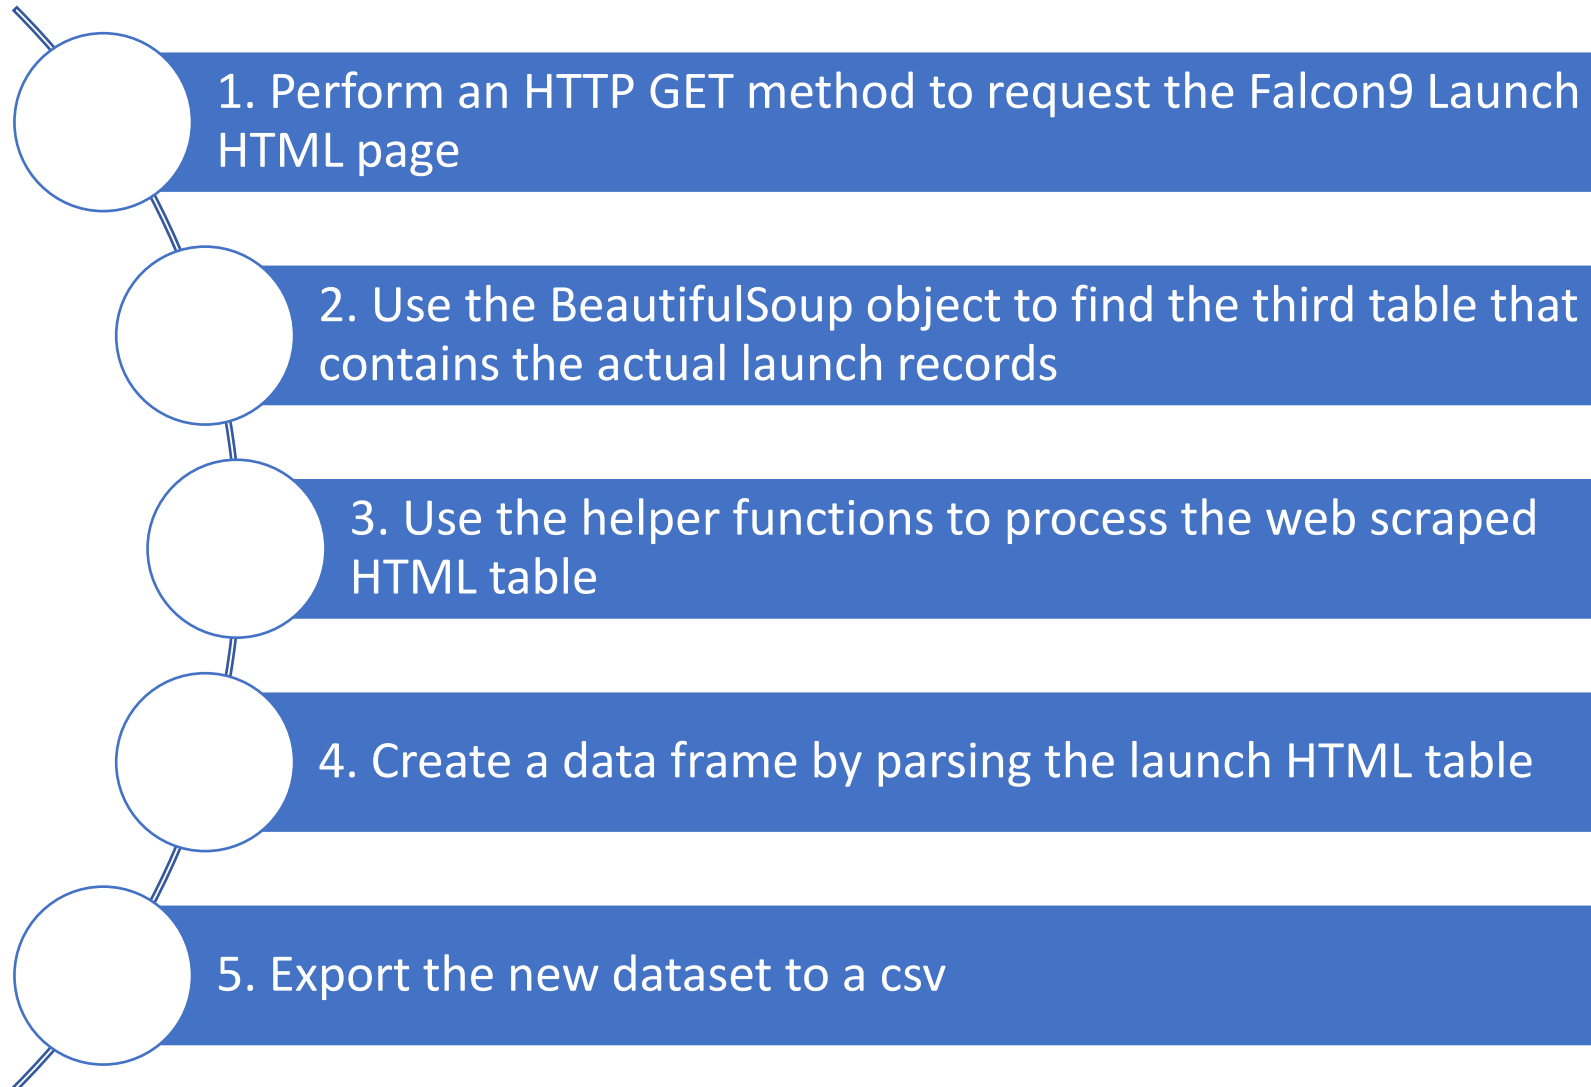 1. Perform an HTTP GET method to request the Falcon9 Launch
HTML page
2. Use the BeautifulSoup object to find the third table that
contains the actual launch records
3. Use the helper functions to process the web scraped
HTML table
4. Create a data frame by parsing the launch HTML table
5. Export the new dataset to a csv